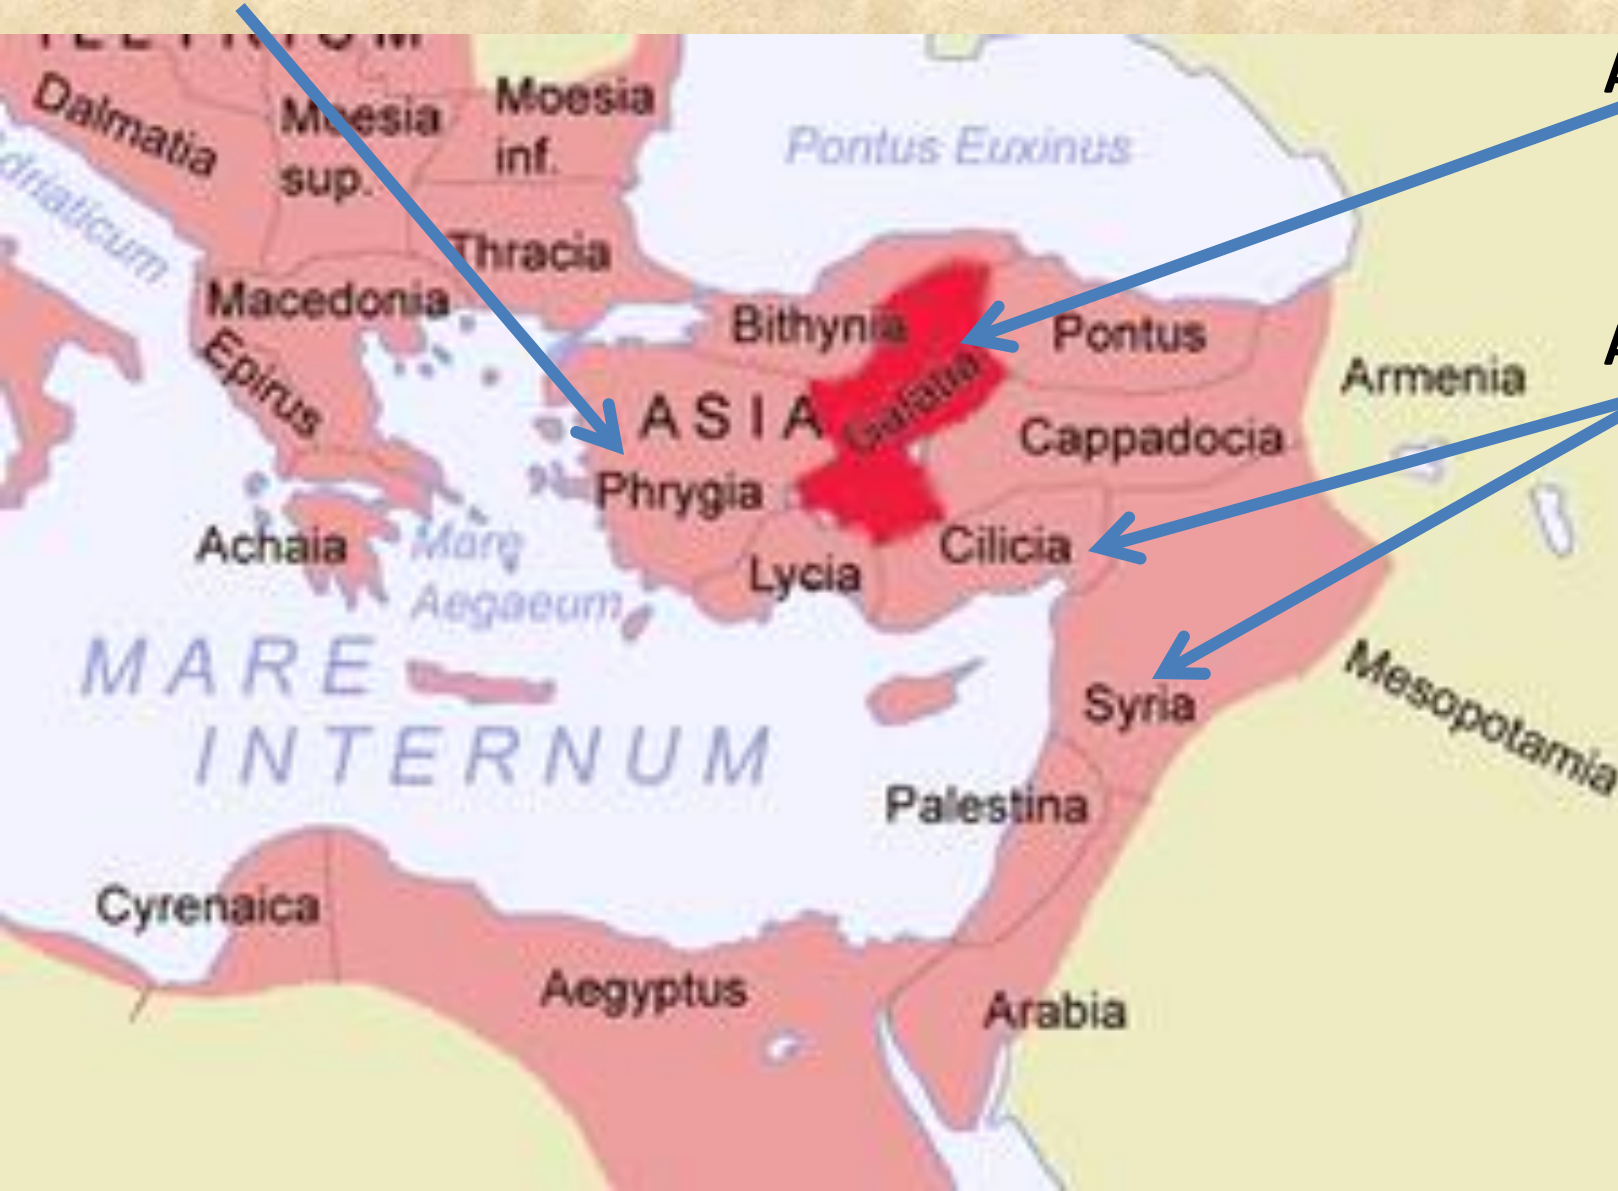 Dalmatia
Moesia
sup.
Moesia
inf.
Pontus Euxinus
Thracia
Macedonia
Epirus
Bithynia
Pontus
Galatia
ASIA
Phrygia
Cappadocia
Armenia
Achaia
Mare
Aegaeum
Lycia
Cilicia
MARE
INTERNUM
Syria
Mesopotamia
Palestina
Cyrenaica
Aegyptus
Arabia